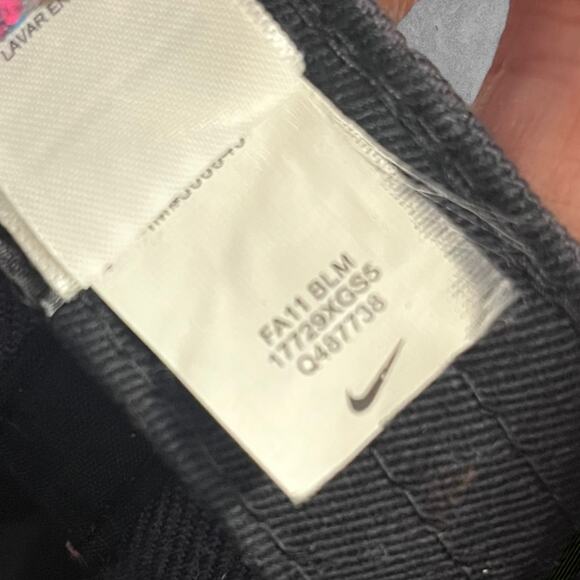 LAVAR EN
FA11 BLM
17729XGS5
Q487738